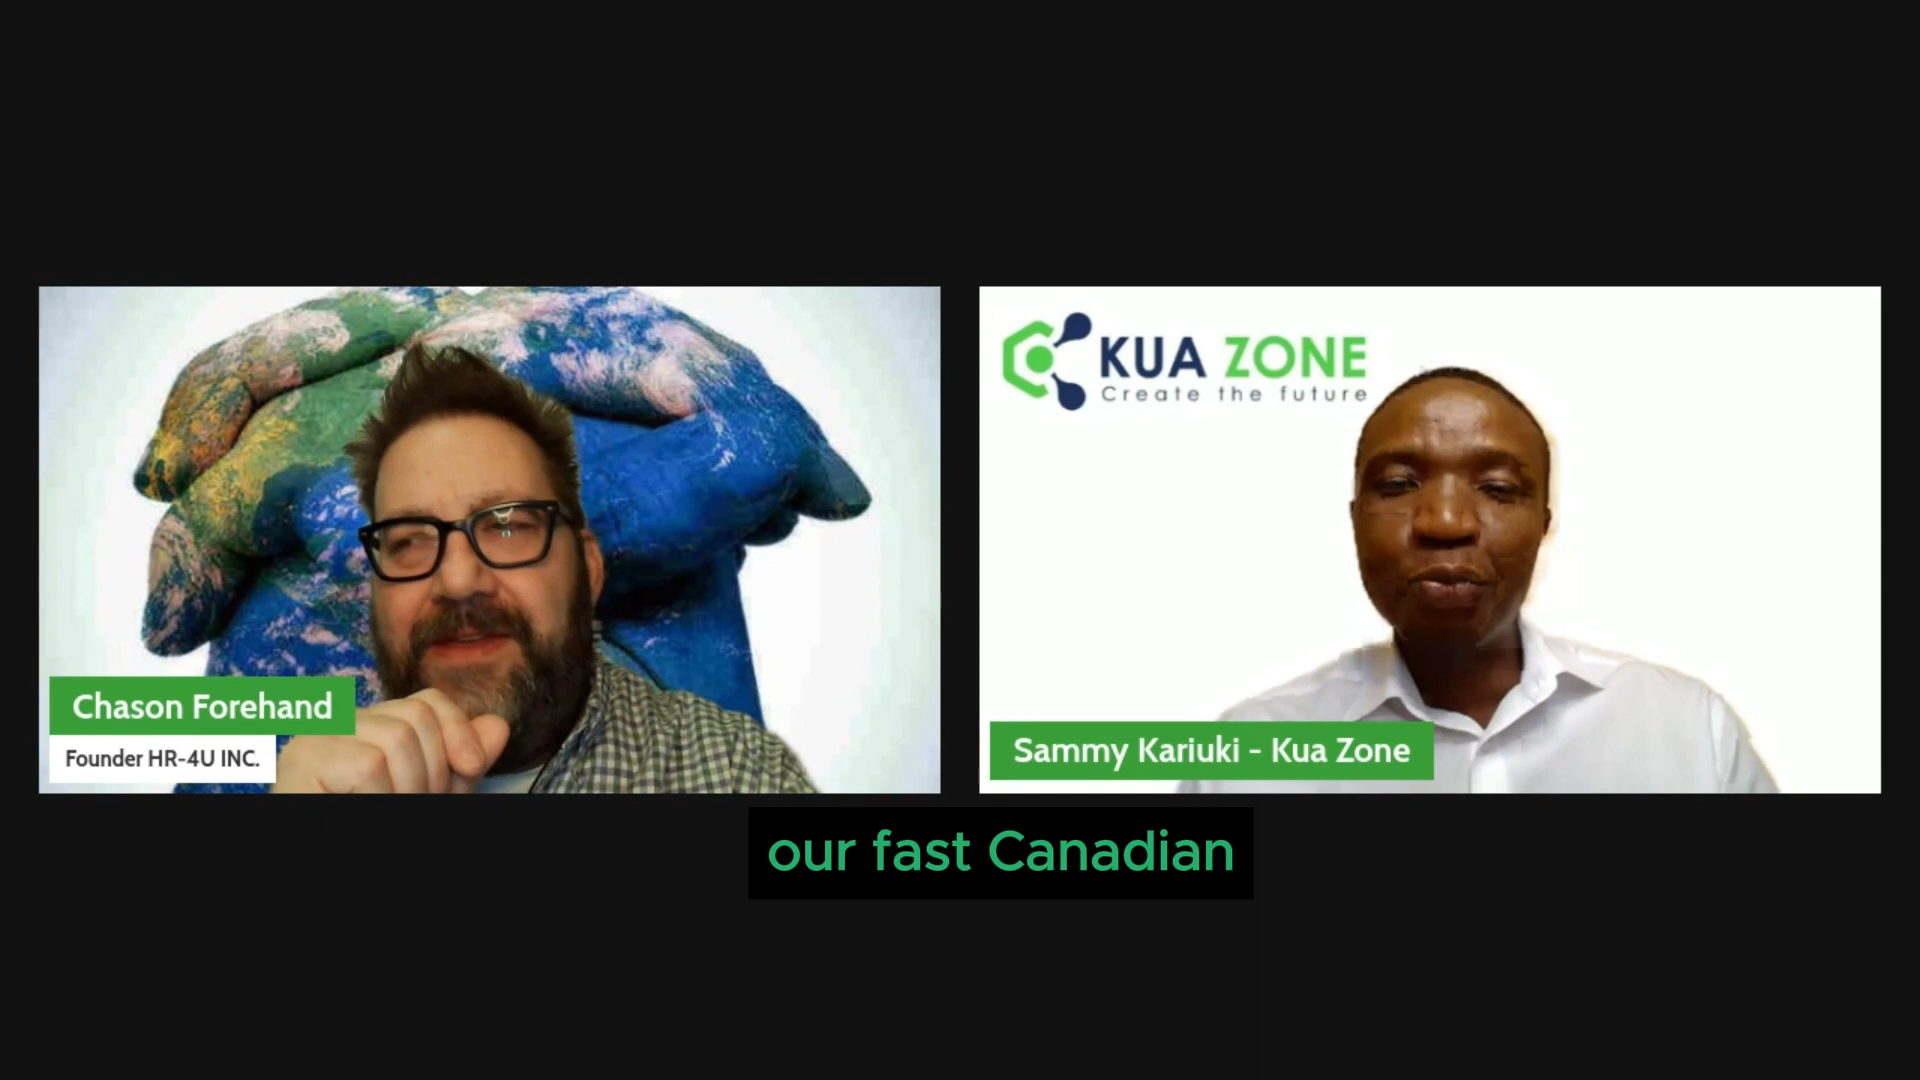 KUA ZONE
Create the future
Chason Forehand
Founder HR-4U INC.
Sammy Kariuki - Kua Zone
our fast Canadian